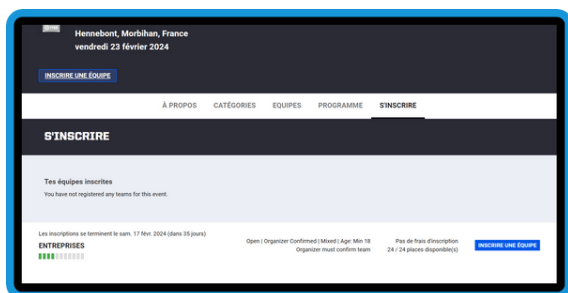 Hennebont, Morbihan, France
vendredi 23 février 2024
INSCRIRE UNE ÉQUIPE
À PROPOS CATÉGORIES EQUIPES PROGRAMME S'INSCRIRE
S'INSCRIRE
Tes équipes inscrites
You have not registered any teams for this event.
Les inscriptions se terminent le sam. 17 févr. 2024 (dans 35 jours)
ENTREPRISES
Open | Organizer Confirmed | Mixed | Age: Min 18
Organizer must confirm team
Pas de frais d'inscription
24 / 24 places disponible(s)
INSCRIRE UNE ÉQUIPE